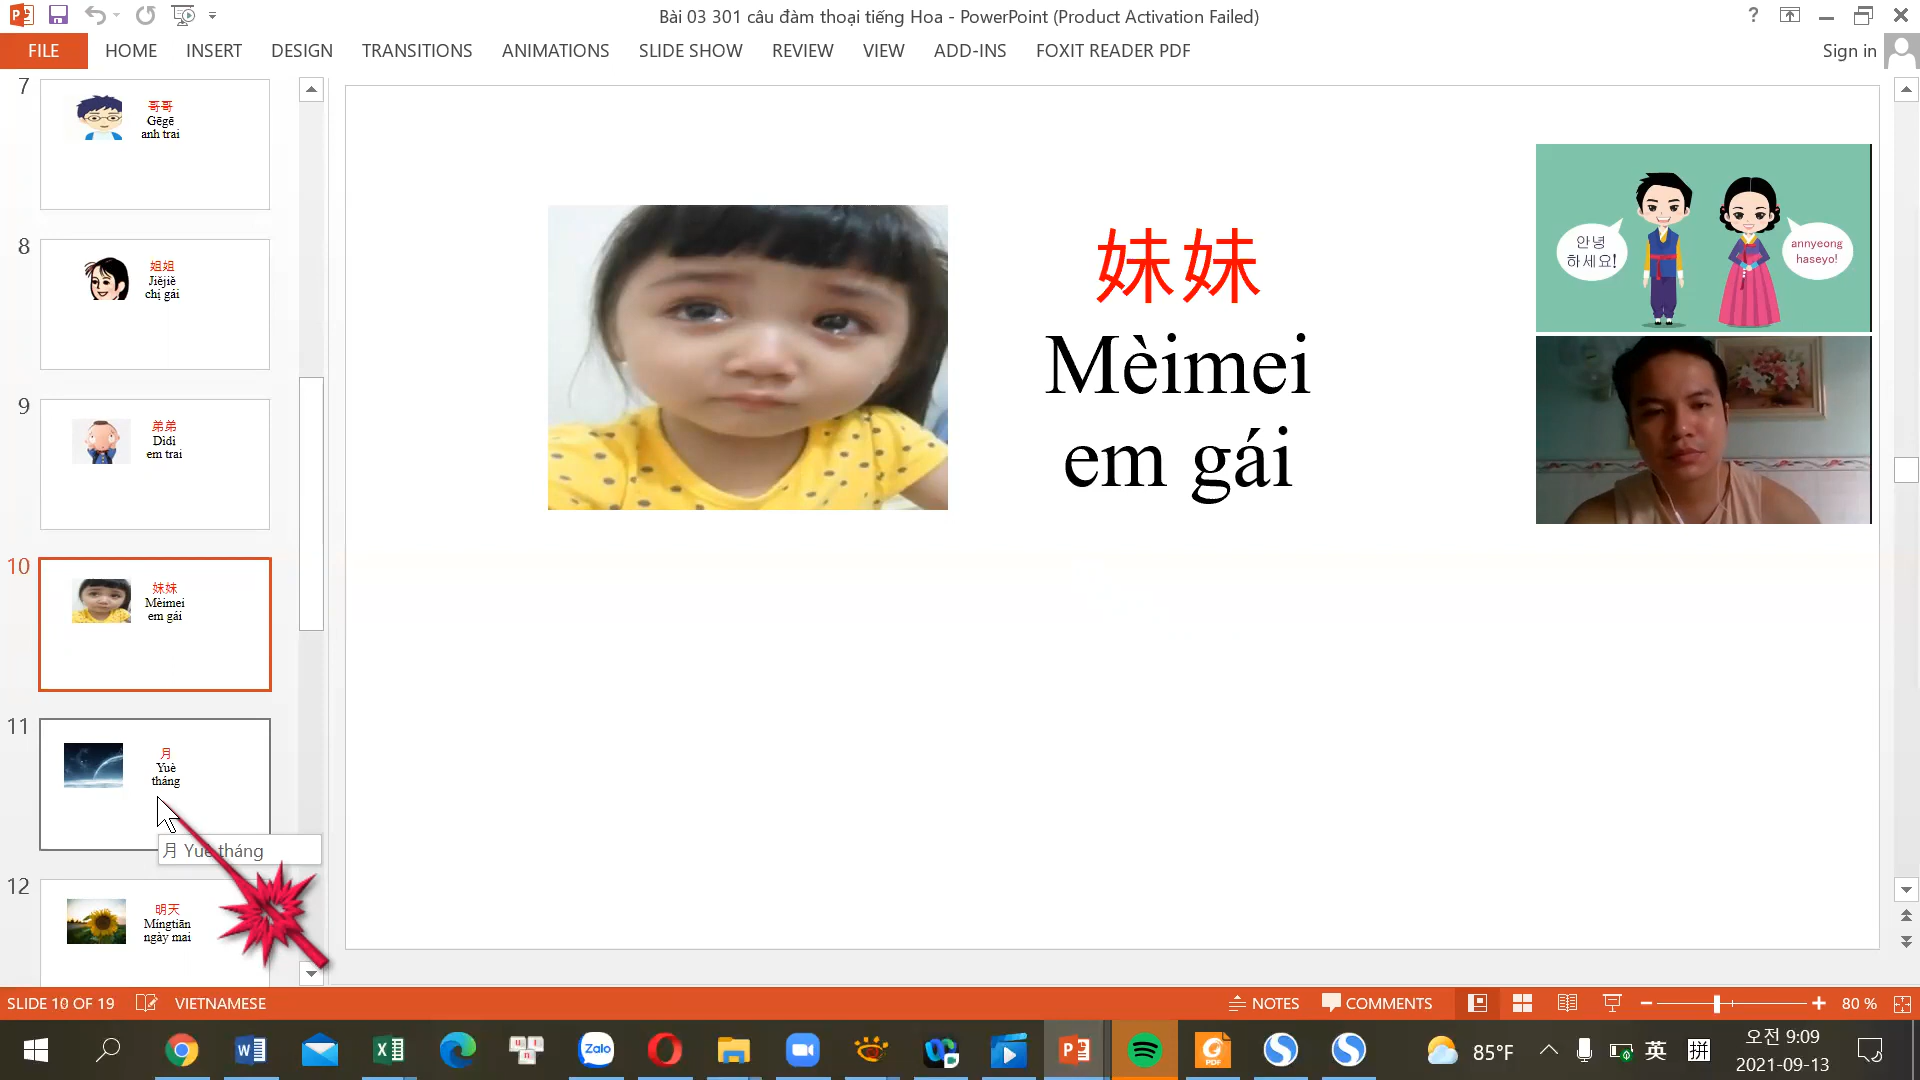 Bài 03 301 câu đàm thoại tiếng Hoa - PowerPoint (Product Activation Failed)
FILE HOME INSERT DESIGN TRANSITIONS ANIMATIONS SLIDE SHOW REVIEW VIEW ADD-INS FOXIT READER PDF Sign in
7
哥哥
Gēgē
anh trai
8
姐姐
Jiějiě
chị gái
9
弟弟
Dìdì
em trai
10
妹妹
Mèimei
em gái
11
月
Yuè
tháng
月 Yuè tháng
12
明天
Míngtiān
ngày mai
妹妹
Mèimei
em gái
안녕
하세요!
annyeong
haseyo!
SLIDE 10 OF 19 VIETNAMESE NOTES COMMENTS 80 %
Zalo
PDF
85°F
英
拼
오전 9:09
2021-09-13